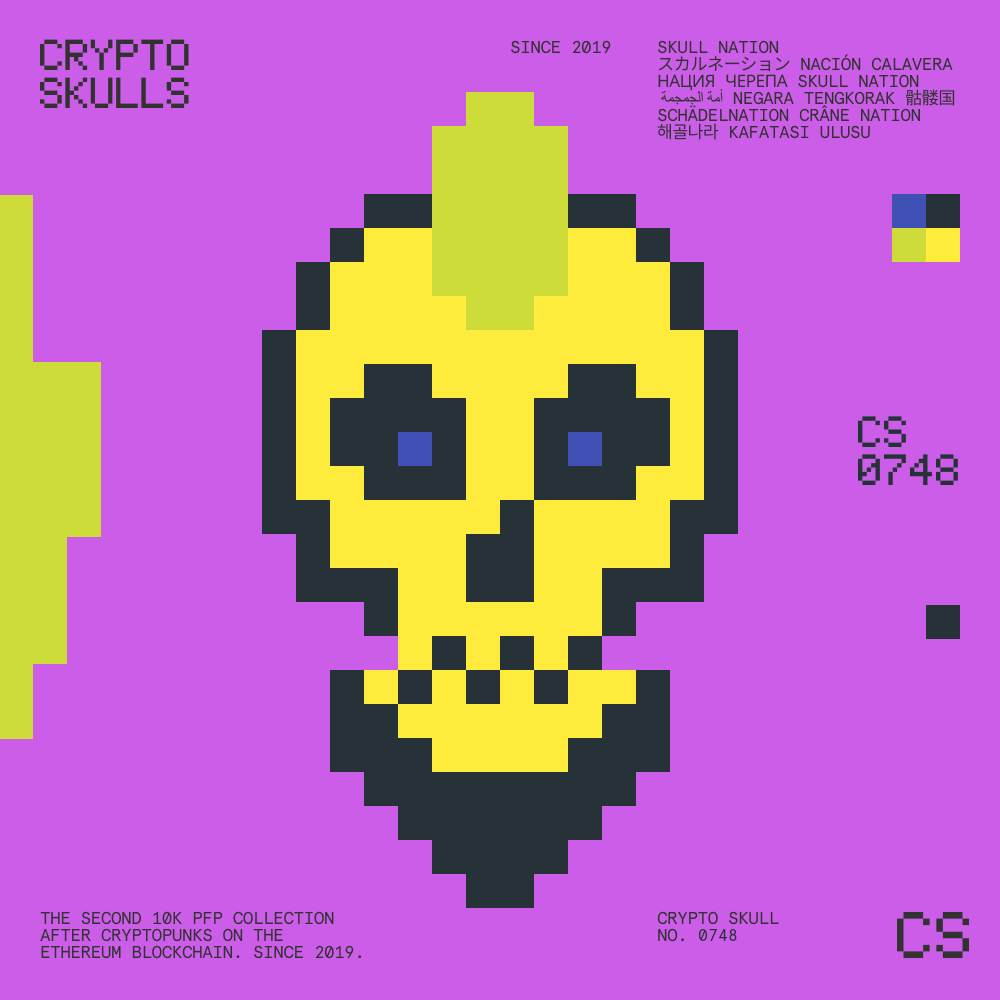 CRYPTO
SKULLS
SINCE 2019
SKULL NATION
スカルネーション NACIÓN CALAVERA
НАЦИЯ ЧЕРЕПА SKULL NATION
أمة الجمجمة NEGARA TENGKORAK 骷髅国
SCHÄDELNATION CRÂNE NATION
해골나라 KAFATASI ULUSU
CS
0748
THE SECOND 10K PFP COLLECTION
AFTER CRYPTOPUNKS ON THE
ETHEREUM BLOCKCHAIN. SINCE 2019.
CRYPTO SKULL
NO. 0748
CS